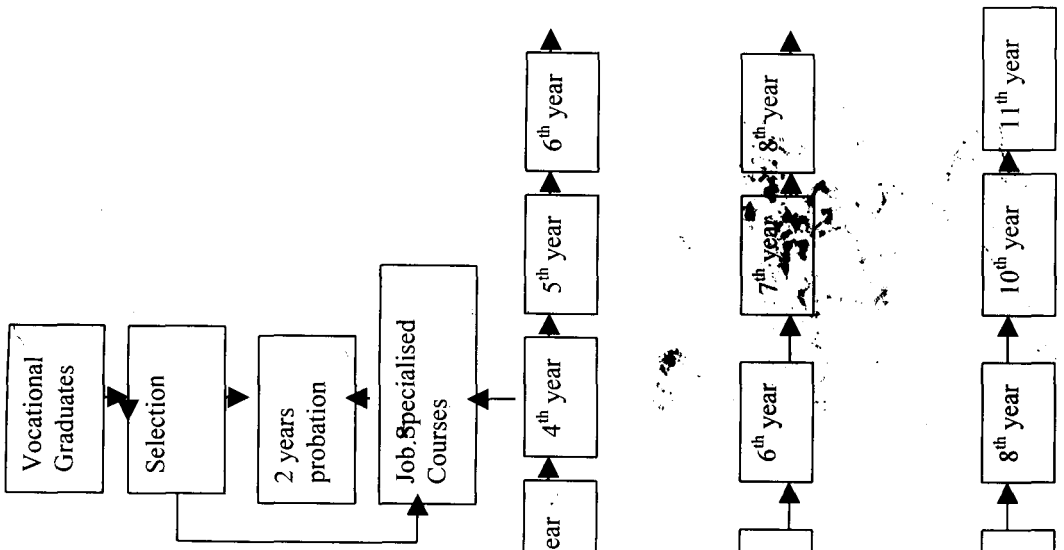 Vocational
Graduates
Selection
2 years
probation
Job Specialised
Courses
4th year
5th year
6th year
6th year
7th year
8th year
8th year
10th year
11th year